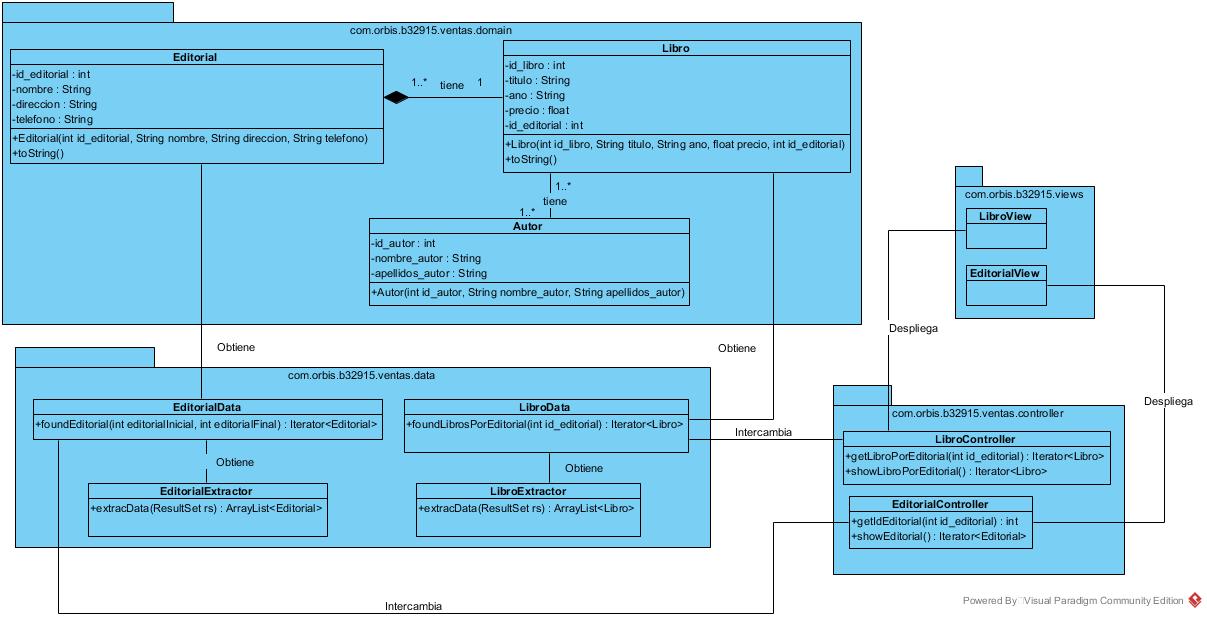 com.orbis.b32915.ventas.domain
Editorial
-id_editorial : int
-nombre : String
-direccion : String
-telefono : String
+Editorial(int id_editorial, String nombre, String direccion, String telefono)
+toString()
1..* tiene 1
Libro
-id_libro : int
-titulo : String
-ano : String
-precio : float
-id_editorial : int
+Libro(int id_libro, String titulo, String ano, float precio, int id_editorial)
+toString()
1..*
tiene
1..*
Autor
-id_autor : int
-nombre_autor : String
-apellidos_autor : String
+Autor(int id_autor, String nombre_autor, String apellidos_autor)
com.orbis.b32915.views
LibroView
EditorialView
Despliega
Despliega
Obtiene
Obtiene
com.orbis.b32915.ventas.data
EditorialData
+foundEditorial(int editorialInicial, int editorialFinal) : Iterator<Editorial>
Obtiene
EditorialExtractor
+extracData(ResultSet rs) : ArrayList<Editorial>
LibroData
+foundLibrosPorEditorial(int id_editorial) : Iterator<Libro>
Obtiene
LibroExtractor
+extracData(ResultSet rs) : ArrayList<Libro>
Intercambia
com.orbis.b32915.ventas.controller
LibroController
+getLibroPorEditorial(int id_editorial) : Iterator<Libro>
+showLibroPorEditorial() : Iterator<Libro>
EditorialController
+getIdEditorial(int id_editorial) : int
+showEditorial() : Iterator<Editorial>
Intercambia
Powered By Visual Paradigm Community Edition